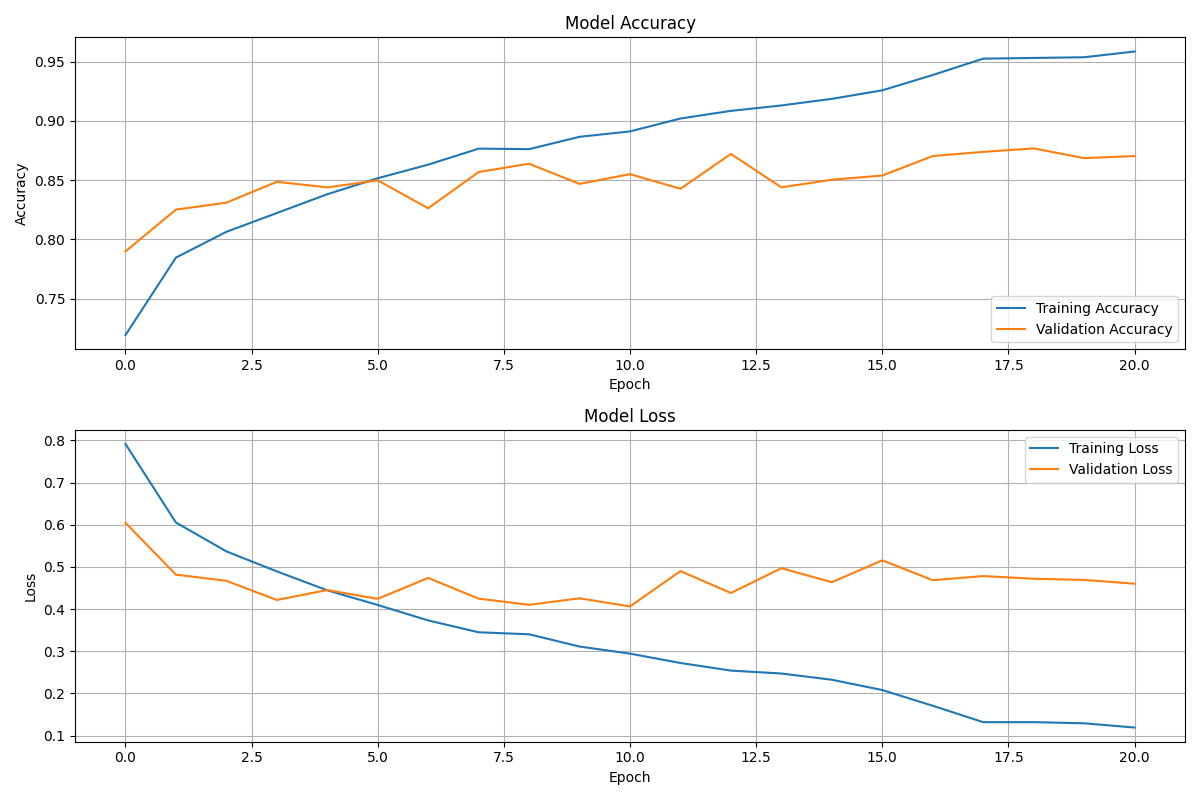 Model Accuracy
0.95
0.90
0.85
0.80
0.75
Accuracy
Training Accuracy
Validation Accuracy
0.0 2.5 5.0 7.5 10.0 12.5 15.0 17.5 20.0
Epoch
Model Loss
0.8
0.7
0.6
0.5
0.4
0.3
0.2
0.1
Loss
Training Loss
Validation Loss
0.0 2.5 5.0 7.5 10.0 12.5 15.0 17.5 20.0
Epoch